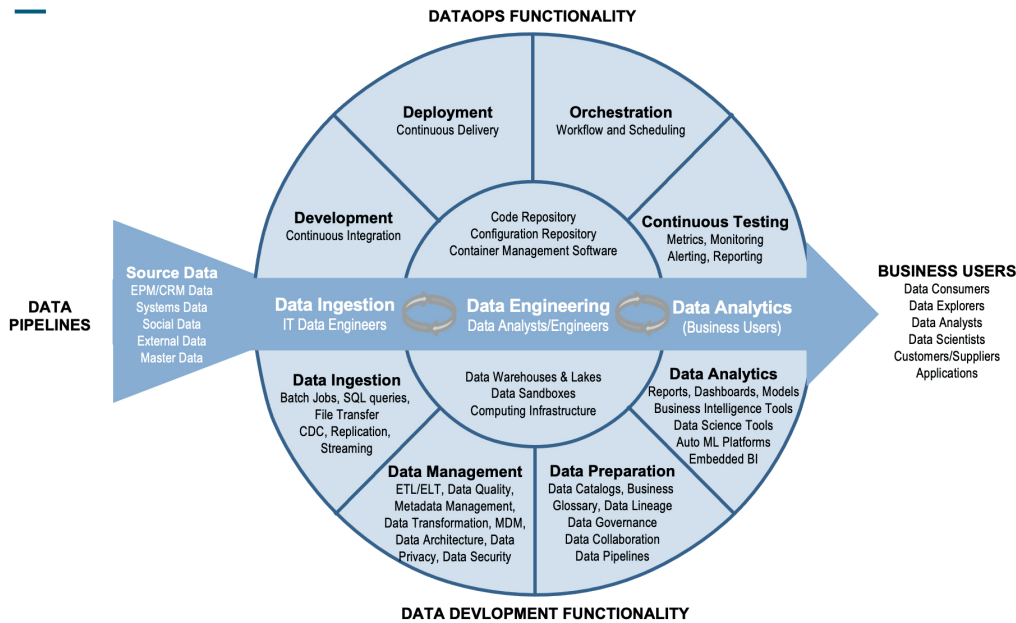 DATAOPS FUNCTIONALITY
Deployment
Continuous Delivery
Orchestration
Workflow and Scheduling
Development
Continuous Integration
Code Repository
Configuration Repository
Container Management Software
Continuous Testing
Metrics, Monitoring
Alerting, Reporting
DATA
PIPELINES
Source Data
EPM/CRM Data
Systems Data
Social Data
External Data
Master Data
Data Ingestion
IT Data Engineers
Data Engineering
Data Analysts/Engineers
Data Analytics
(Business Users)
BUSINESS USERS
Data Consumers
Data Explorers
Data Analysts
Data Scientists
Customers/Suppliers
Applications
Data Ingestion
Batch Jobs, SQL queries,
File Transfer
CDC, Replication,
Streaming
Data Warehouses & Lakes
Data Sandboxes
Computing Infrastructure
Data Analytics
Reports, Dashboards, Models
Business Intelligence Tools
Data Science Tools
Auto ML Platforms
Embedded BI
Data Management
ETL/ELT, Data Quality,
Metadata Management,
Data Transformation, MDM,
Data Architecture, Data
Privacy, Data Security
Data Preparation
Data Catalogs, Business
Glossary, Data Lineage
Data Governance
Data Collaboration
Data Pipelines
DATA DEVLOPMENT FUNCTIONALITY